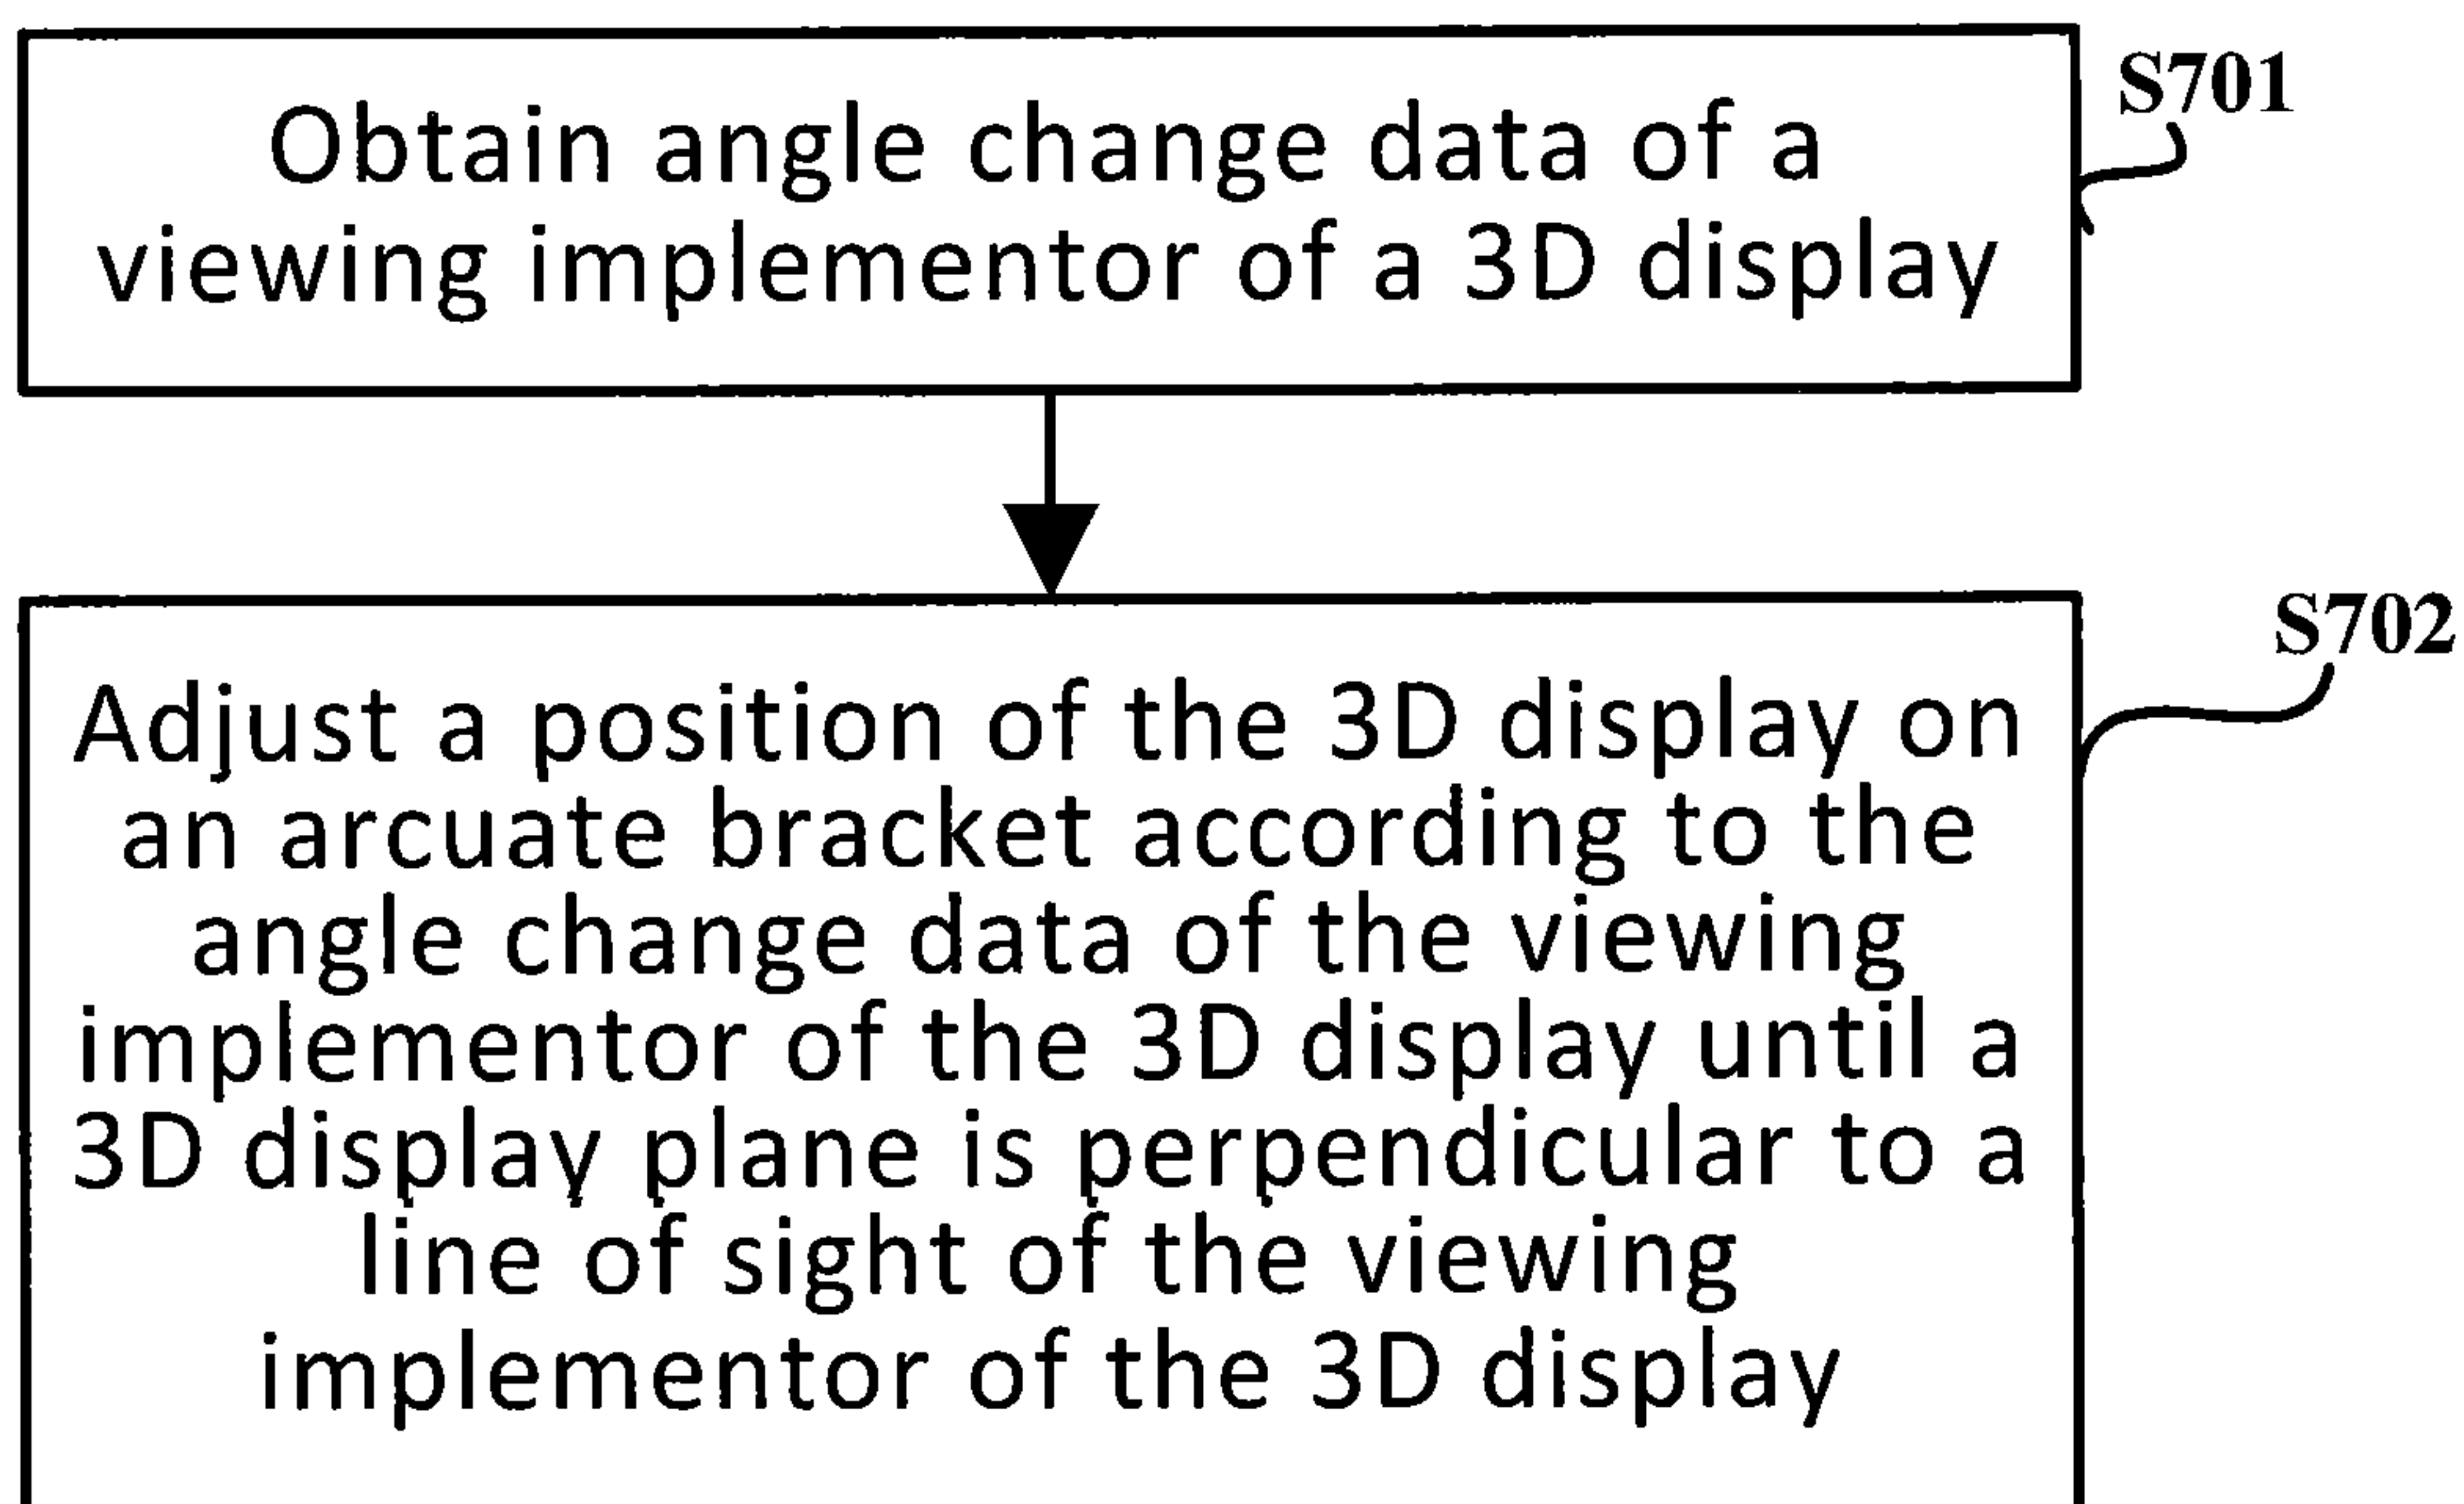 S701
Obtain angle change data of a
viewing implementor of a 3D display
S702
Adjust a position of the 3D display on
an arcuate bracket according to the
angle change data of the viewing
implementor of the 3D display until a
3D display plane is perpendicular to a
line of sight of the viewing
implementor of the 3D display